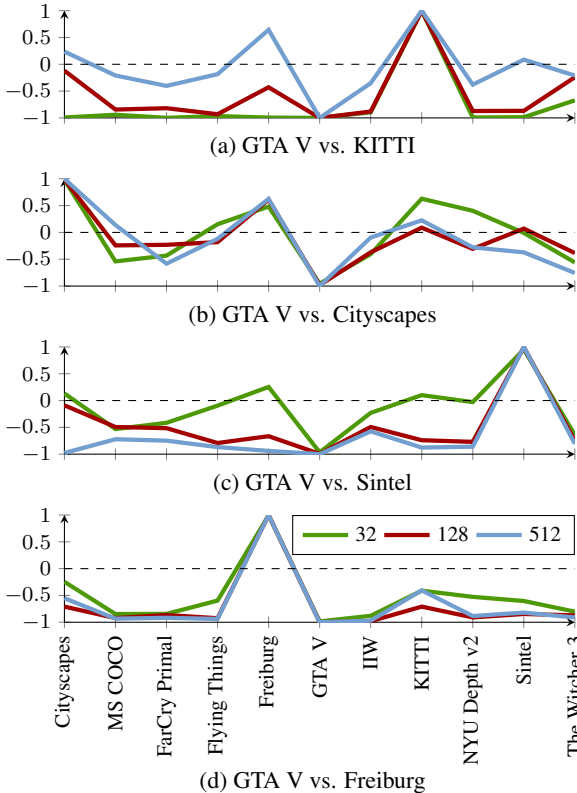 1
0.5
0
−0.5
−1
(a) GTA V vs. KITTI
1
0.5
0
−0.5
−1
(b) GTA V vs. Cityscapes
1
0.5
0
−0.5
−1
(c) GTA V vs. Sintel
1
0.5
0
−0.5
−1
32 128 512
Cityscapes
MS COCO
FarCry Primal
Flying Things
Freiburg
GTA V
IIW
KITTI
NYU Depth v2
Sintel
The Witcher 3
(d) GTA V vs. Freiburg